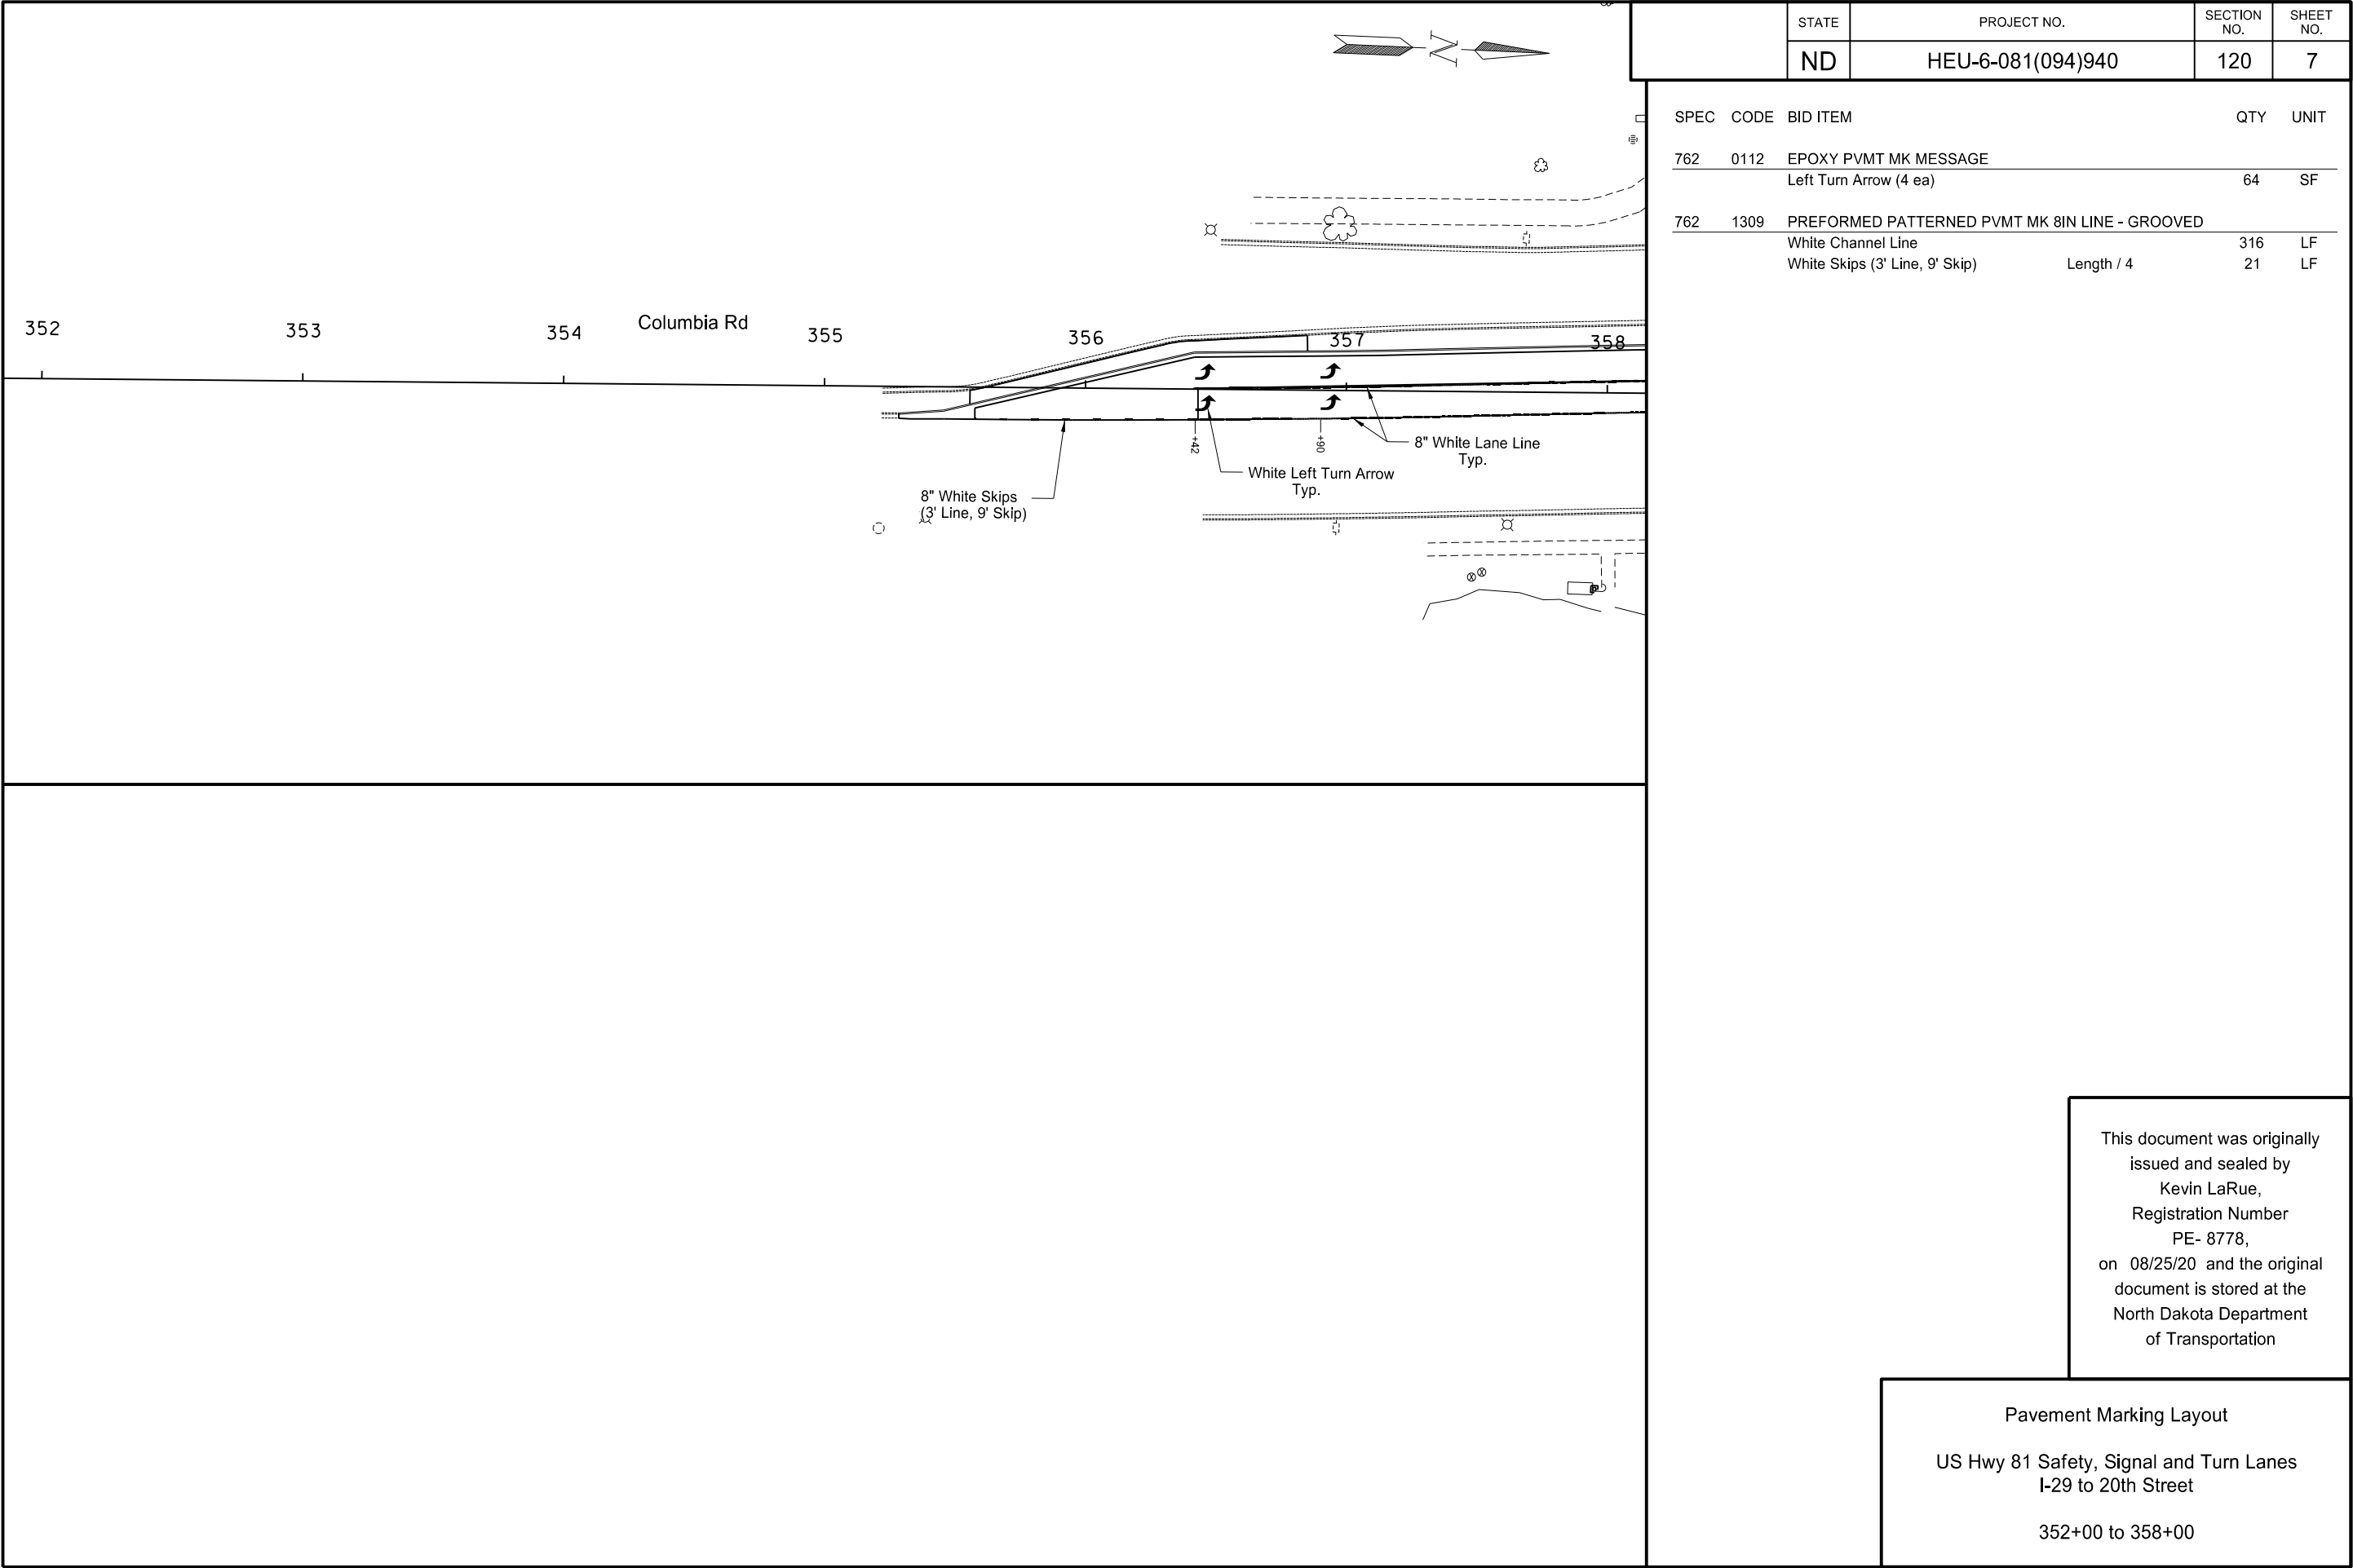 STATE
PROJECT NO.
SECTION NO.
SHEET NO.
ND
HEU-6-081(094)940
120
7
N
SPEC CODE BID ITEM QTY UNIT
762 0112 EPOXY PVMT MK MESSAGE
Left Turn Arrow (4 ea) 64 SF
762 1309 PREFORMED PATTERNED PVMT MK 8IN LINE - GROOVED
White Channel Line 316 LF
White Skips (3' Line, 9' Skip) Length / 4 21 LF
352 353 354 Columbia Rd 355 356 357 358
+42
+90
8" White Lane Line
Typ.
White Left Turn Arrow
Typ.
8" White Skips
(3' Line, 9' Skip)
This document was originally
issued and sealed by
Kevin LaRue,
Registration Number
PE- 8778,
on 08/25/20 and the original
document is stored at the
North Dakota Department
of Transportation
Pavement Marking Layout
US Hwy 81 Safety, Signal and Turn Lanes
I-29 to 20th Street
352+00 to 358+00